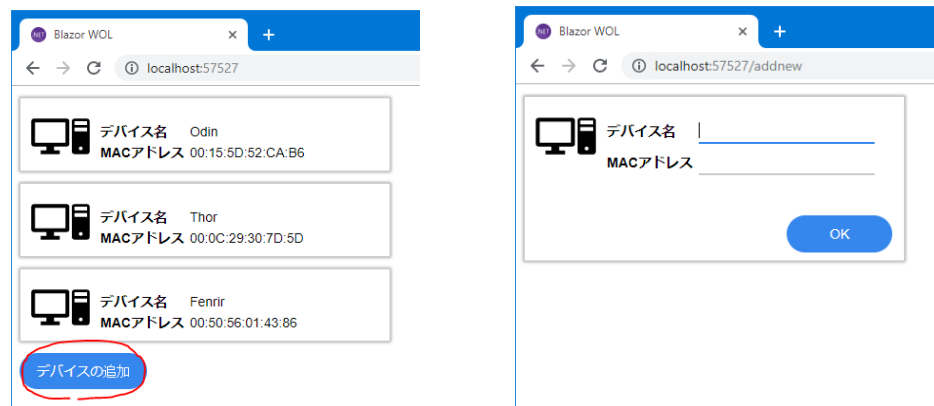 Blazor WOL
localhost:57527
デバイス名 Odin
MACアドレス 00:15:5D:52:CA:B6
デバイス名 Thor
MACアドレス 00:0C:29:30:7D:5D
デバイス名 Fenrir
MACアドレス 00:50:56:01:43:86
デバイスの追加
Blazor WOL
localhost:57527/addnew
デバイス名
MACアドレス
OK